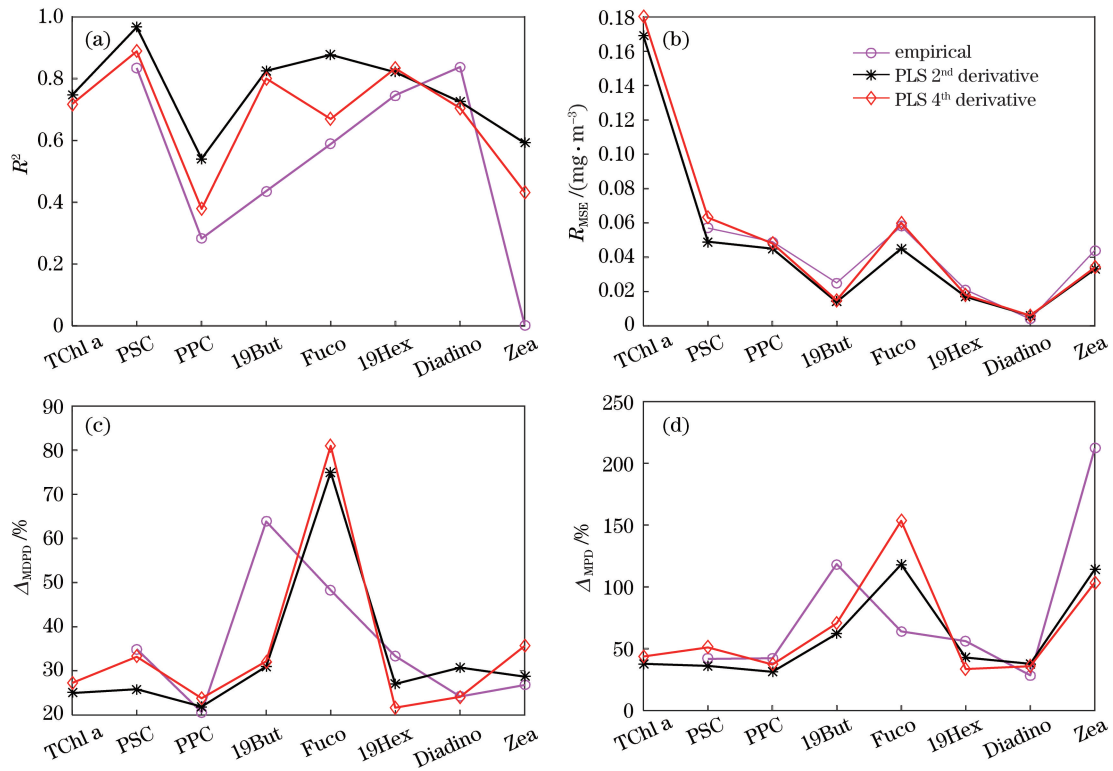 (a)
R²
1.0
0.8
0.6
0.4
0.2
0
TChl a PSC PPC 19But Fuco 19Hex Diadino Zea
(b)
R_MSE /(mg · m⁻³)
0.18
0.16
0.14
0.12
0.10
0.08
0.06
0.04
0.02
0
empirical
PLS 2nd derivative
PLS 4th derivative
TChl a PSC PPC 19But Fuco 19Hex Diadino Zea
(c)
Δ_MDPD /%
90
80
70
60
50
40
30
20
TChl a PSC PPC 19But Fuco 19Hex Diadino Zea
(d)
Δ_MPD /%
250
200
150
100
50
0
TChl a PSC PPC 19But Fuco 19Hex Diadino Zea